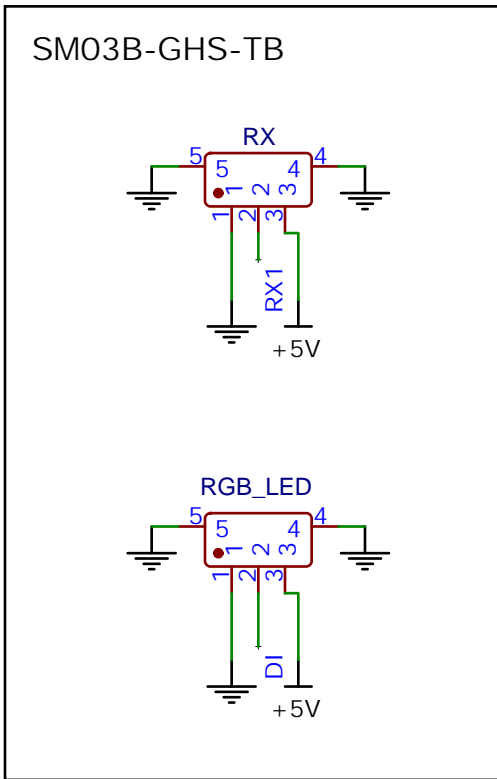 SM03B-GHS-TB
RX
5 4
5 4
1 2 3
1 2 3
RX1
+5V
RGB_LED
5 4
5 4
1 2 3
1 2 3
DI
+5V